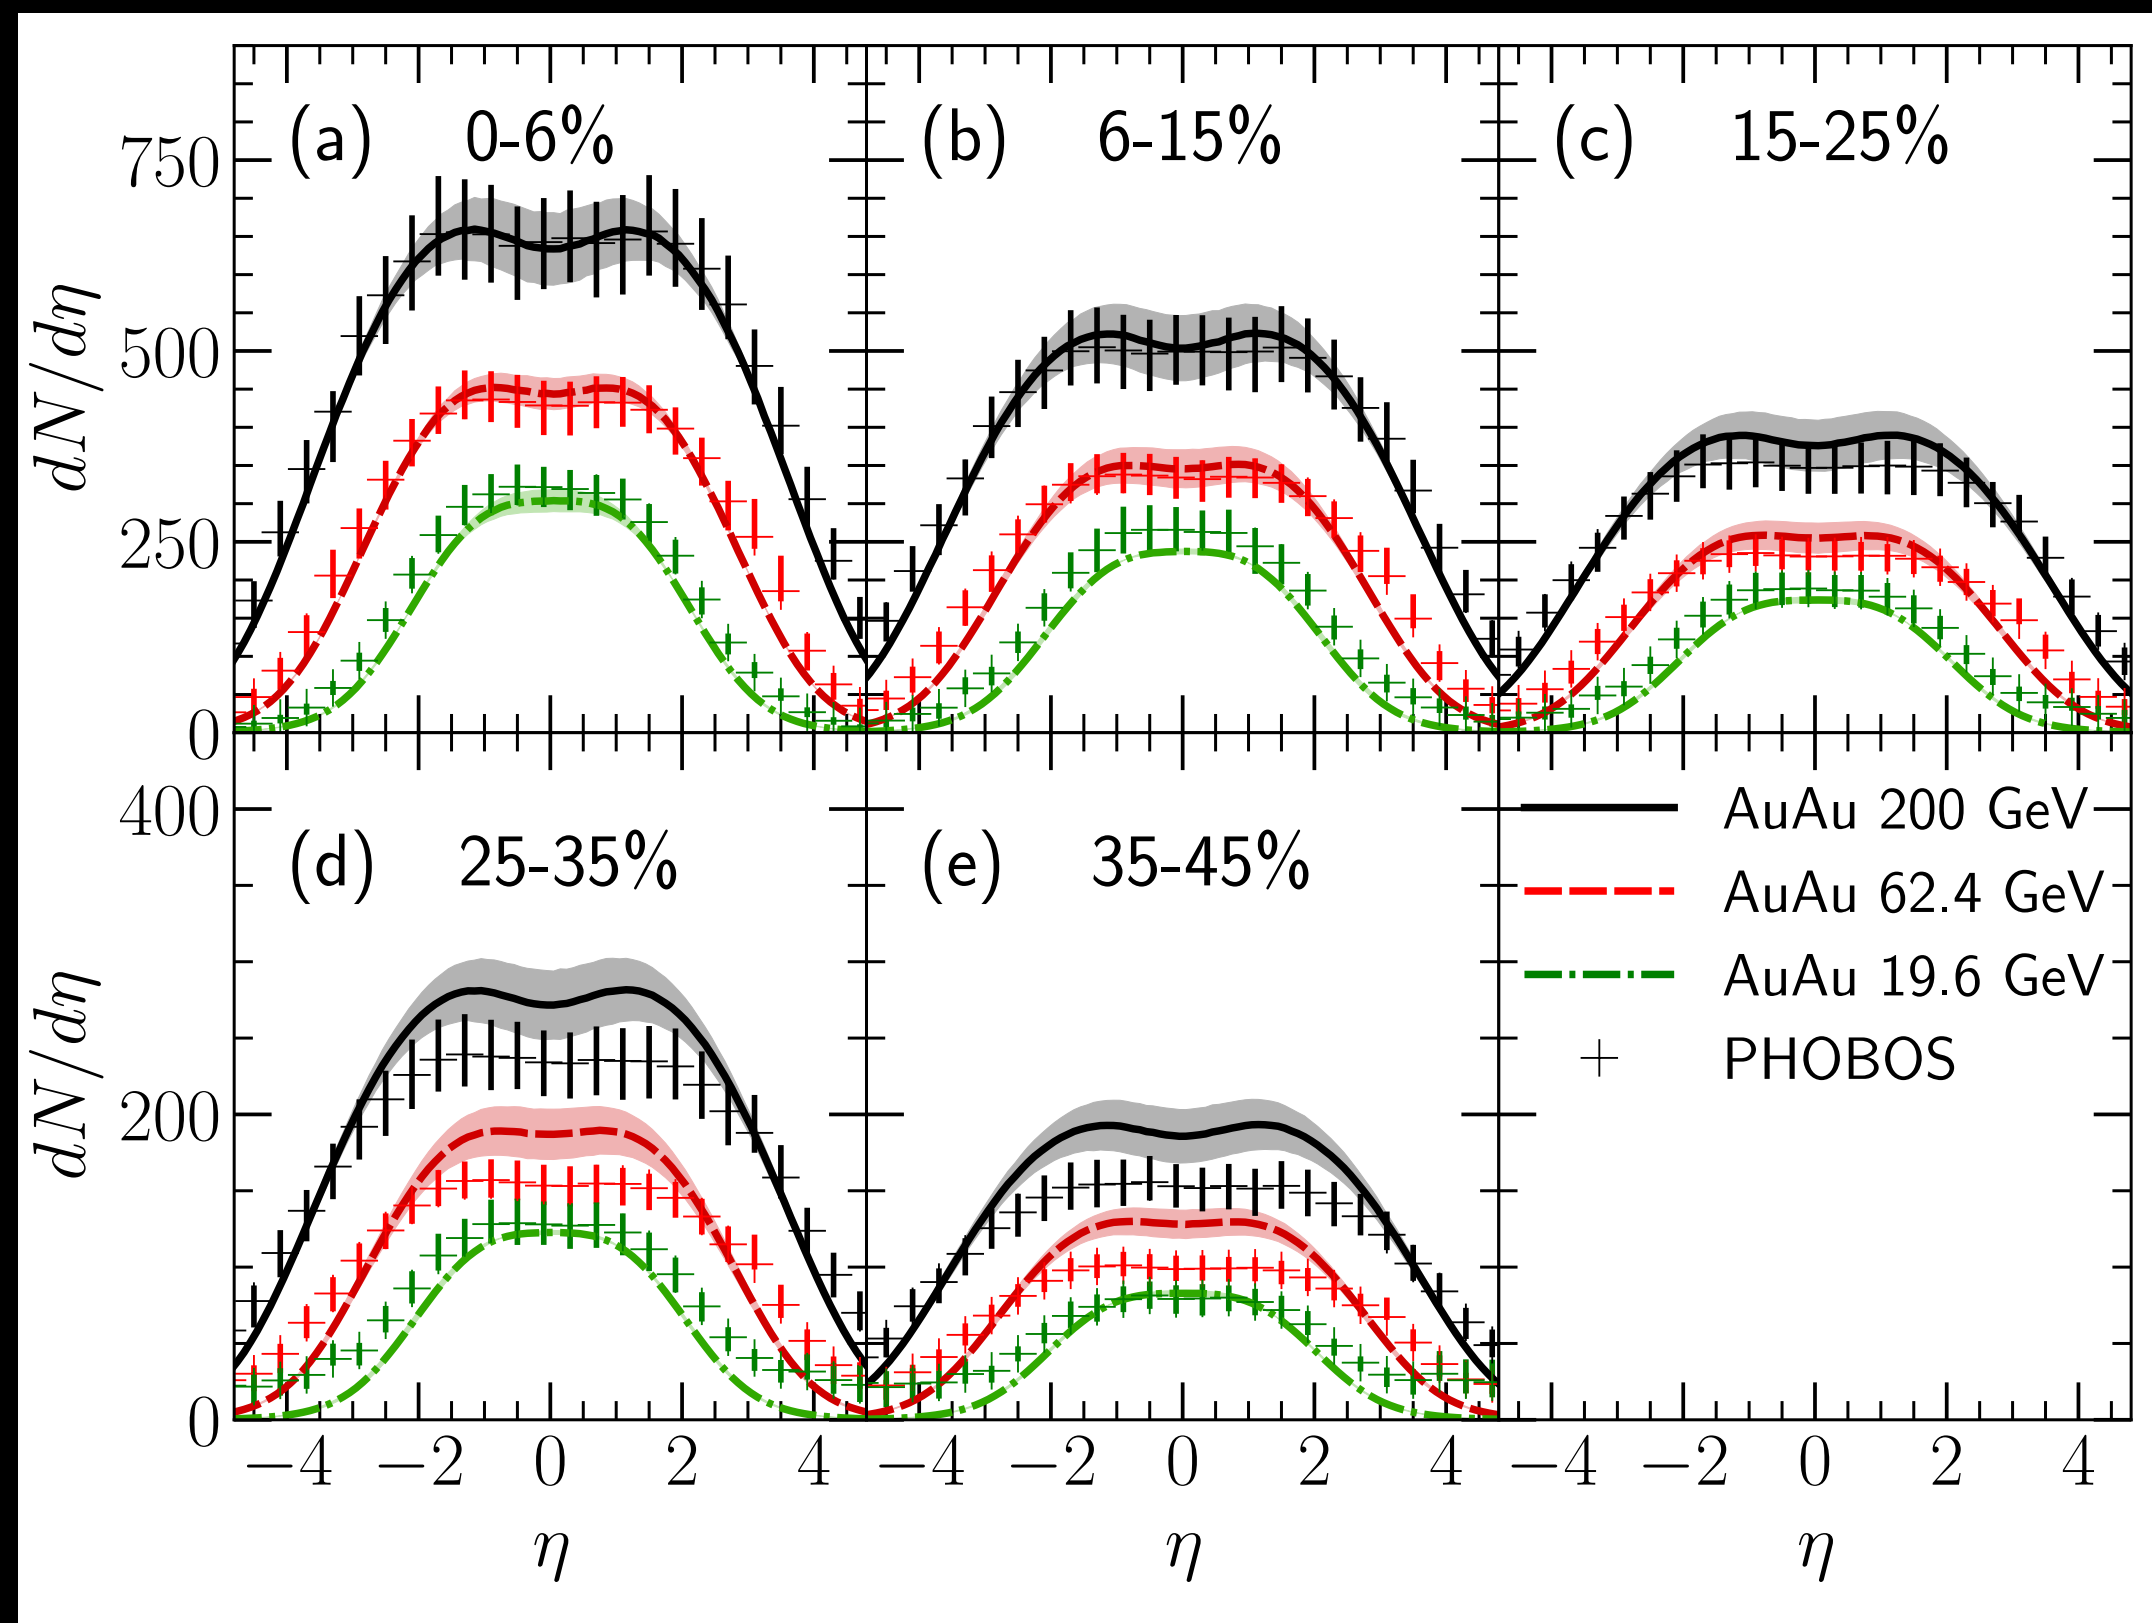 (a) 0-6%
(b) 6-15%
(c) 15-25%
750
500
250
0
dN/dη
(d) 25-35%
(e) 35-45%
AuAu 200 GeV
AuAu 62.4 GeV
AuAu 19.6 GeV
PHOBOS
400
200
0
dN/dη
−4 −2 0 2 4
−4 −2 0 2 4
−4 −2 0 2 4
η
η
η